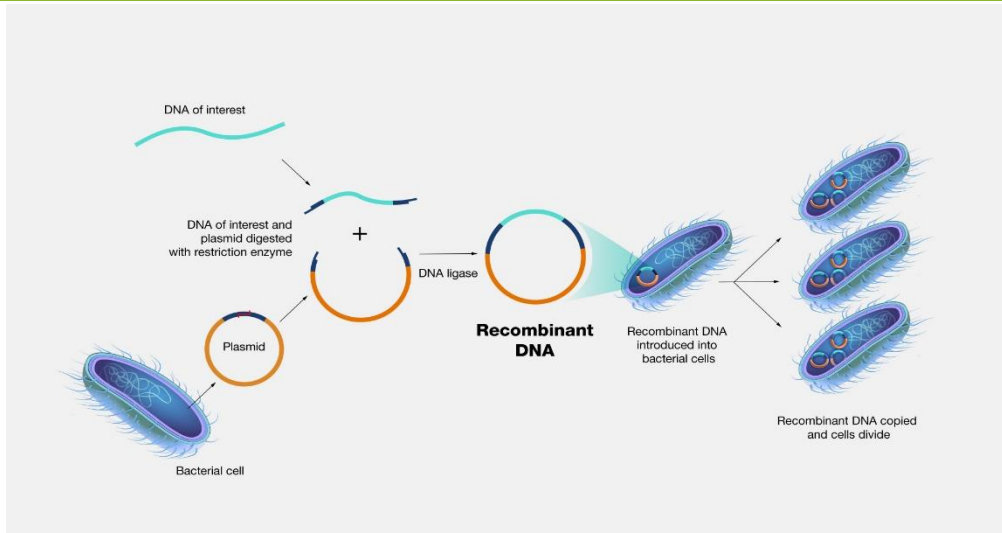 DNA of interest
DNA of interest and
plasmid digested
with restriction enzyme
+
Plasmid
Bacterial cell
DNA ligase
Recombinant
DNA
Recombinant DNA
introduced into
bacterial cells
Recombinant DNA copied
and cells divide